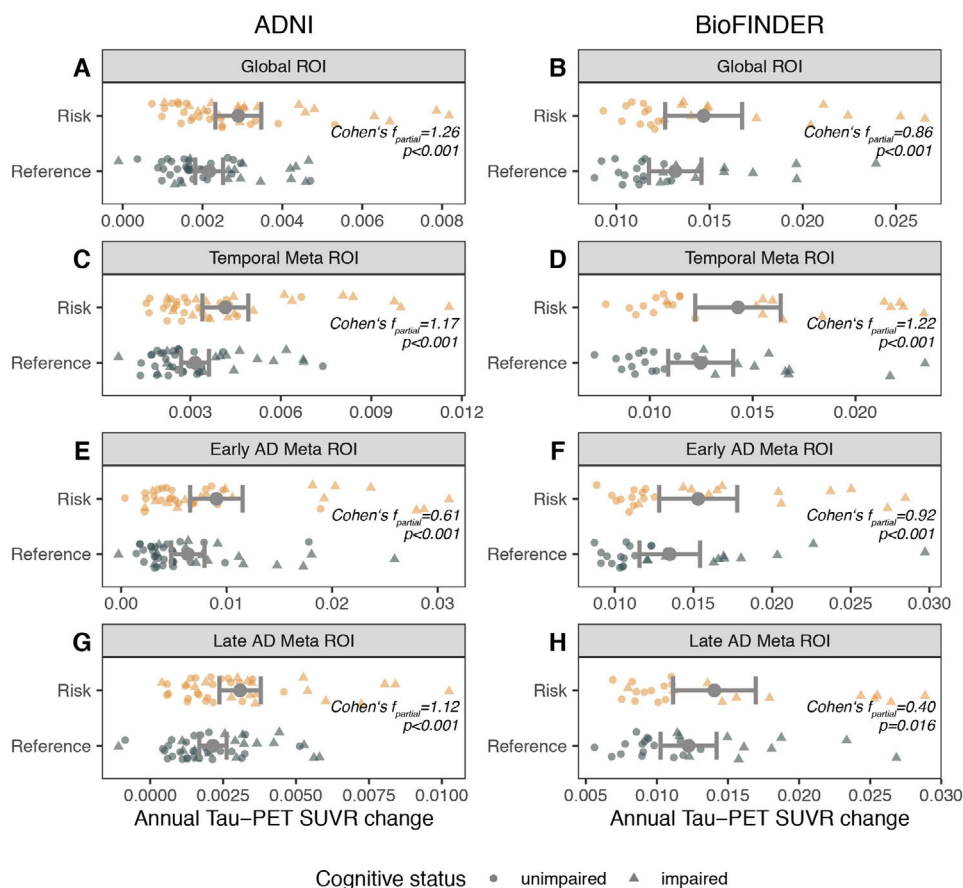 ADNI
BioFINDER
A
Global ROI
Risk
Reference
Cohen's f partial=1.26
p<0.001
0.000 0.002 0.004 0.006 0.008
B
Global ROI
Risk
Reference
Cohen's f partial=0.86
p<0.001
0.010 0.015 0.020 0.025
C
Temporal Meta ROI
Risk
Reference
Cohen's f partial=1.17
p<0.001
0.003 0.006 0.009 0.012
D
Temporal Meta ROI
Risk
Reference
Cohen's f partial=1.22
p<0.001
0.010 0.015 0.020
E
Early AD Meta ROI
Risk
Reference
Cohen's f partial=0.61
p<0.001
0.00 0.01 0.02 0.03
F
Early AD Meta ROI
Risk
Reference
Cohen's f partial=0.92
p<0.001
0.010 0.015 0.020 0.025 0.030
G
Late AD Meta ROI
Risk
Reference
Cohen's f partial=1.12
p<0.001
0.0000 0.0025 0.0050 0.0075 0.0100
Annual Tau−PET SUVR change
H
Late AD Meta ROI
Risk
Reference
Cohen's f partial=0.40
p=0.016
0.005 0.010 0.015 0.020 0.025 0.030
Annual Tau−PET SUVR change
Cognitive status unimpaired impaired